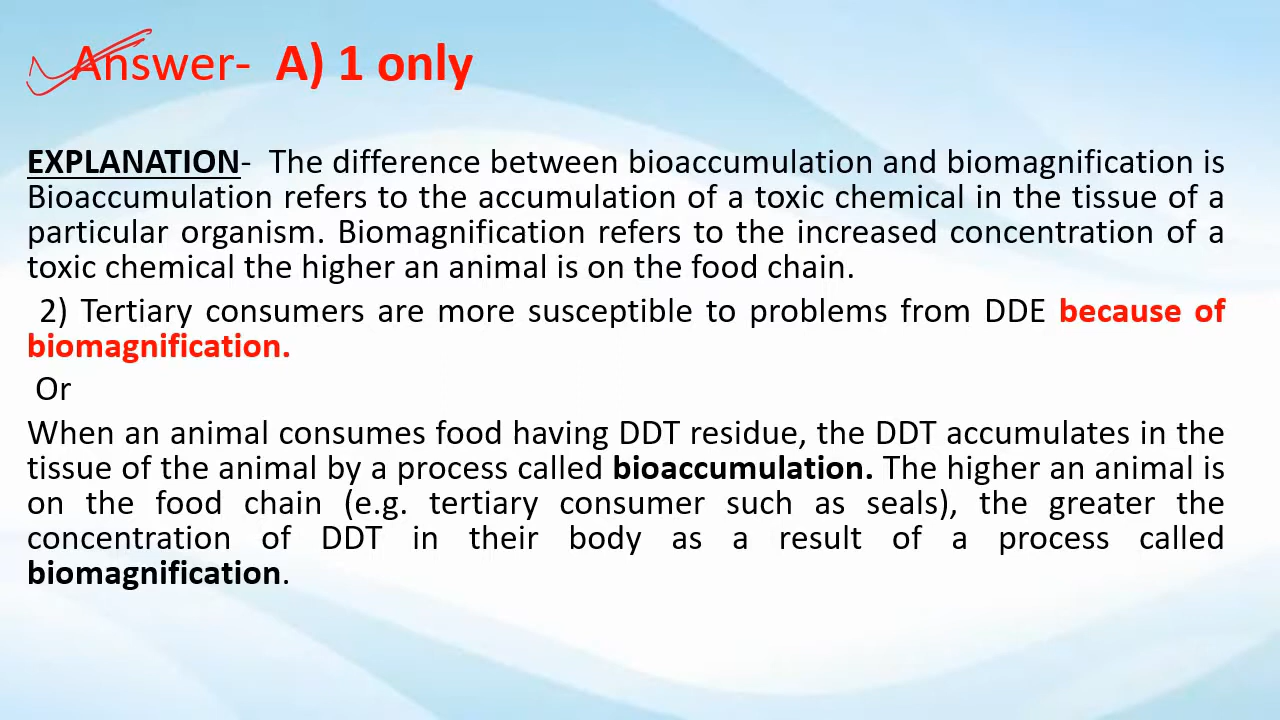 Answer- A) 1 only
EXPLANATION- The difference between bioaccumulation and biomagnification is
Bioaccumulation refers to the accumulation of a toxic chemical in the tissue of a
particular organism. Biomagnification refers to the increased concentration of a
toxic chemical the higher an animal is on the food chain.
2) Tertiary consumers are more susceptible to problems from DDE because of
biomagnification.
Or
When an animal consumes food having DDT residue, the DDT accumulates in the
tissue of the animal by a process called bioaccumulation. The higher an animal is
on the food chain (e.g. tertiary consumer such as seals), the greater the
concentration of DDT in their body as a result of a process called
biomagnification.